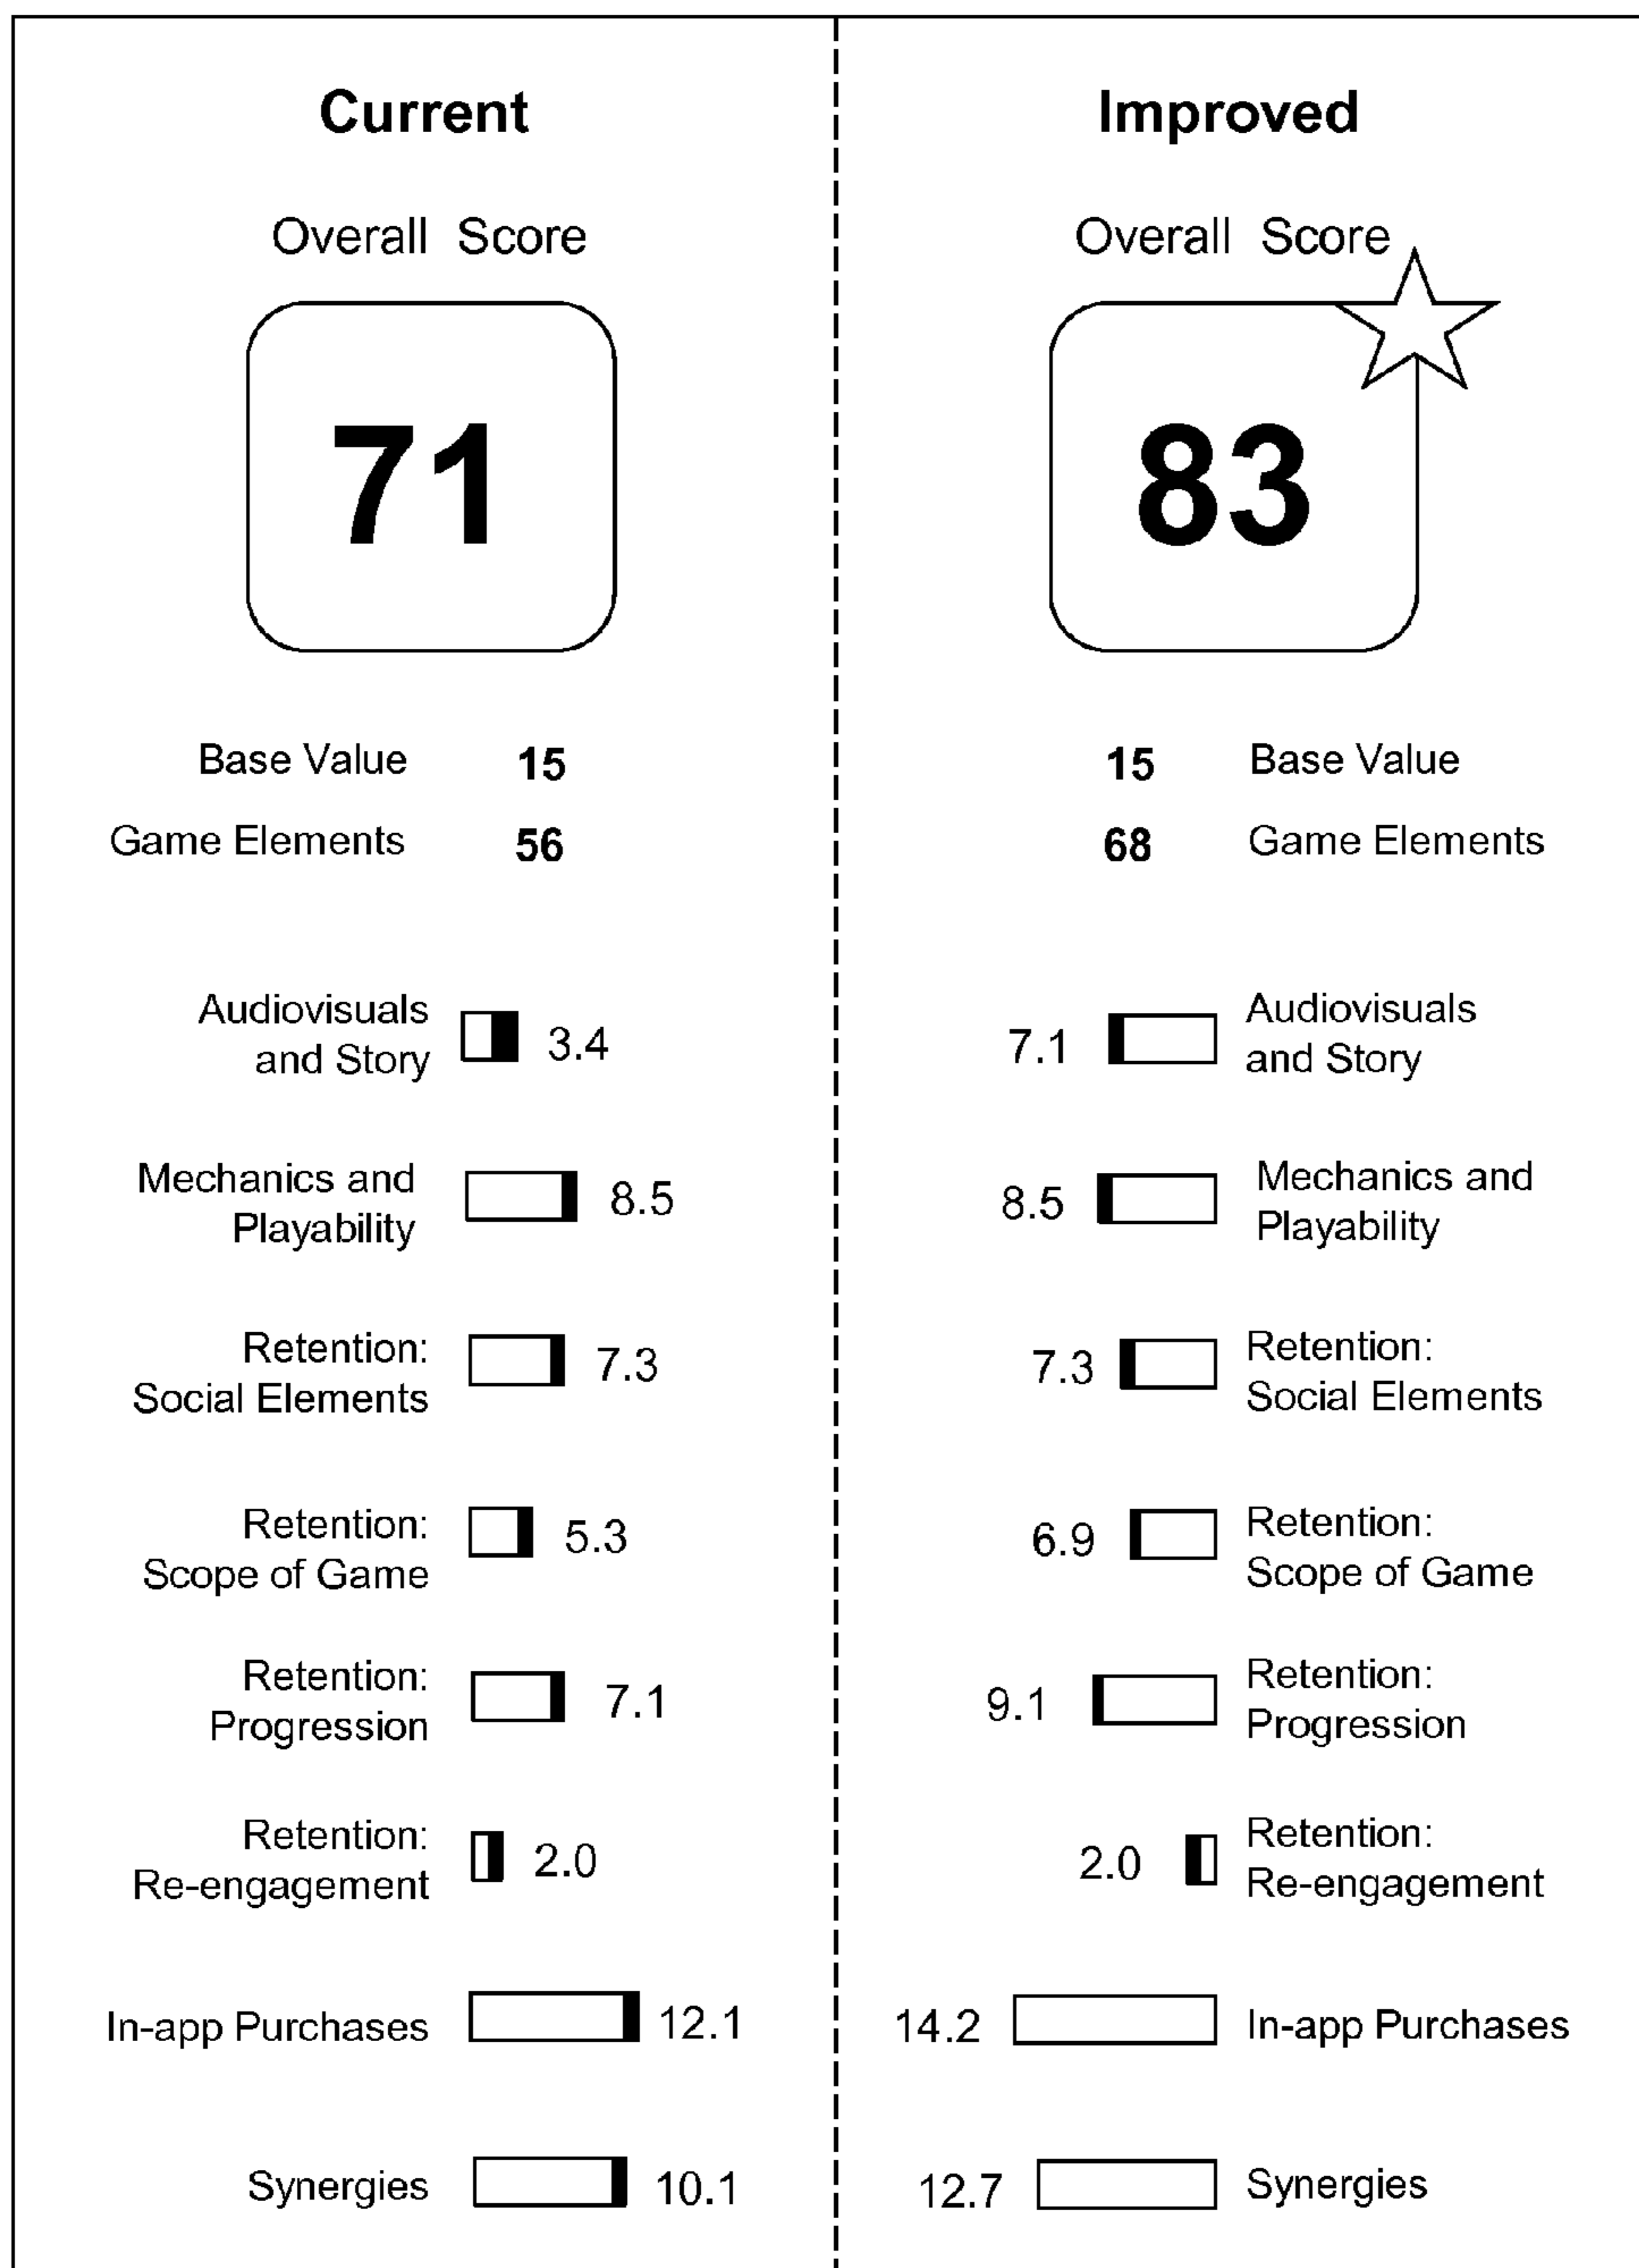 Current
Overall Score
71
Base Value 15
Game Elements 56
Audiovisuals
and Story
3.4
Mechanics and
Playability
8.5
Retention:
Social Elements
7.3
Retention:
Scope of Game
5.3
Retention:
Progression
7.1
Retention:
Re-engagement
2.0
In-app Purchases 12.1
Synergies 10.1
Improved
Overall Score
83
15 Base Value
68 Game Elements
7.1
Audiovisuals
and Story
8.5
Mechanics and
Playability
7.3
Retention:
Social Elements
6.9
Retention:
Scope of Game
9.1
Retention:
Progression
2.0
Retention:
Re-engagement
14.2 In-app Purchases
12.7 Synergies